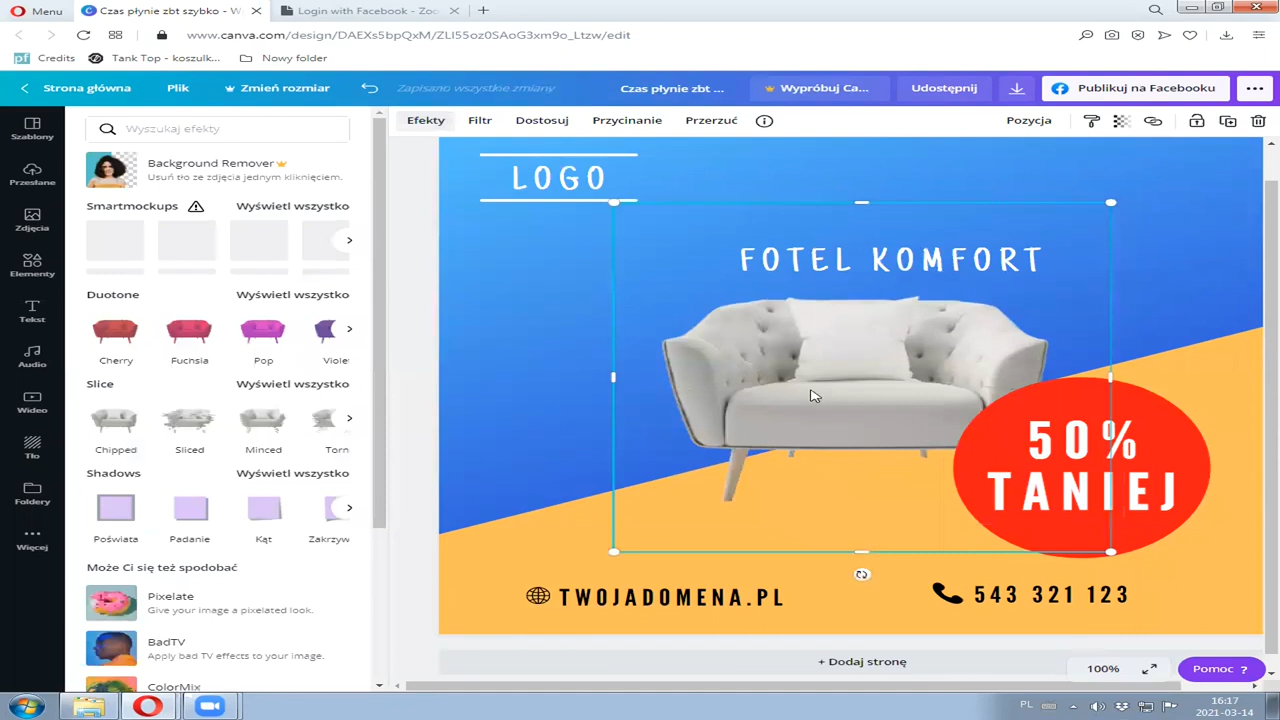 Menu
Czas płynie zbt szybko - W
Login with Facebook - Zoo
www.canva.com/design/DAEXs5bpQxM/ZLl55oz0SAoG3xm9o_Ltzw/edit
Credits
Tank Top - koszulk...
Nowy folder
Strona główna
Plik
Zmień rozmiar
Zapisano wszystkie zmiany
Czas płynie zbt ...
Wypróbuj Ca...
Udostępnij
Publikuj na Facebooku
Efekty
Filtr
Dostosuj
Przycinanie
Przerzuć
Pozycja
Szablony
Przesłane
Zdjęcia
Elementy
Tekst
Audio
Wideo
Tło
Foldery
Więcej
Wyszukaj efekty
Background Remover
Usuń tło ze zdjęcia jednym kliknięciem.
Smartmockups
Wyświetl wszystko
Duotone
Wyświetl wszystko
Cherry
Fuchsia
Pop
Violet
Slice
Wyświetl wszystko
Chipped
Sliced
Minced
Torn
Shadows
Wyświetl wszystko
Poświata
Padanie
Kąt
Zakrzyw
Może Ci się też spodobać
Pixelate
Give your image a pixelated look.
BadTV
Apply bad TV effects to your image.
ColorMix
LOGO
FOTEL KOMFORT
50%
TANIEJ
TWOJADOMENA.PL
543 321 123
+ Dodaj stronę
100%
Pomoc ?
PL
16:17
2021-03-14